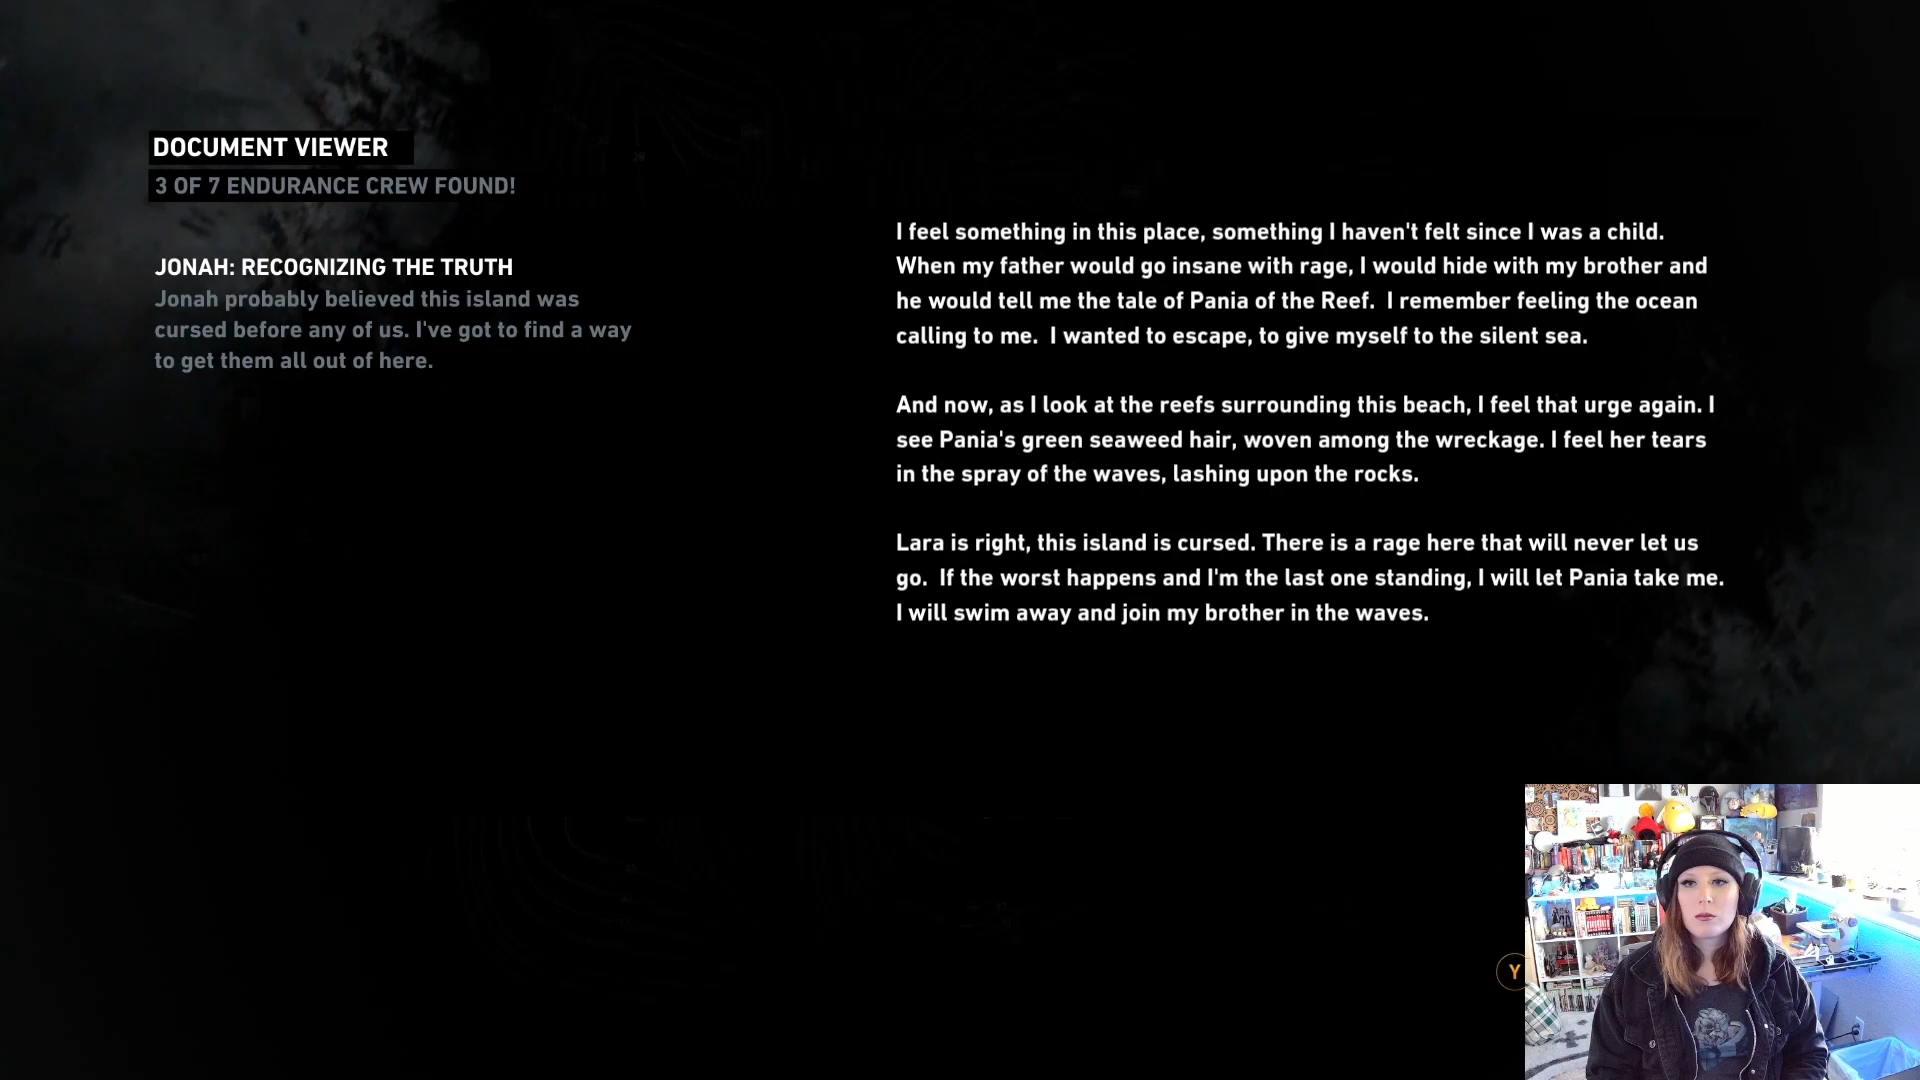 DOCUMENT VIEWER
3 OF 7 ENDURANCE CREW FOUND!
JONAH: RECOGNIZING THE TRUTH
Jonah probably believed this island was
cursed before any of us. I've got to find a way
to get them all out of here.
I feel something in this place, something I haven't felt since I was a child.
When my father would go insane with rage, I would hide with my brother and
he would tell me the tale of Pania of the Reef.  I remember feeling the ocean
calling to me.  I wanted to escape, to give myself to the silent sea.
And now, as I look at the reefs surrounding this beach, I feel that urge again. I
see Pania's green seaweed hair, woven among the wreckage. I feel her tears
in the spray of the waves, lashing upon the rocks.
Lara is right, this island is cursed. There is a rage here that will never let us
go.  If the worst happens and I'm the last one standing, I will let Pania take me.
I will swim away and join my brother in the waves.
Y